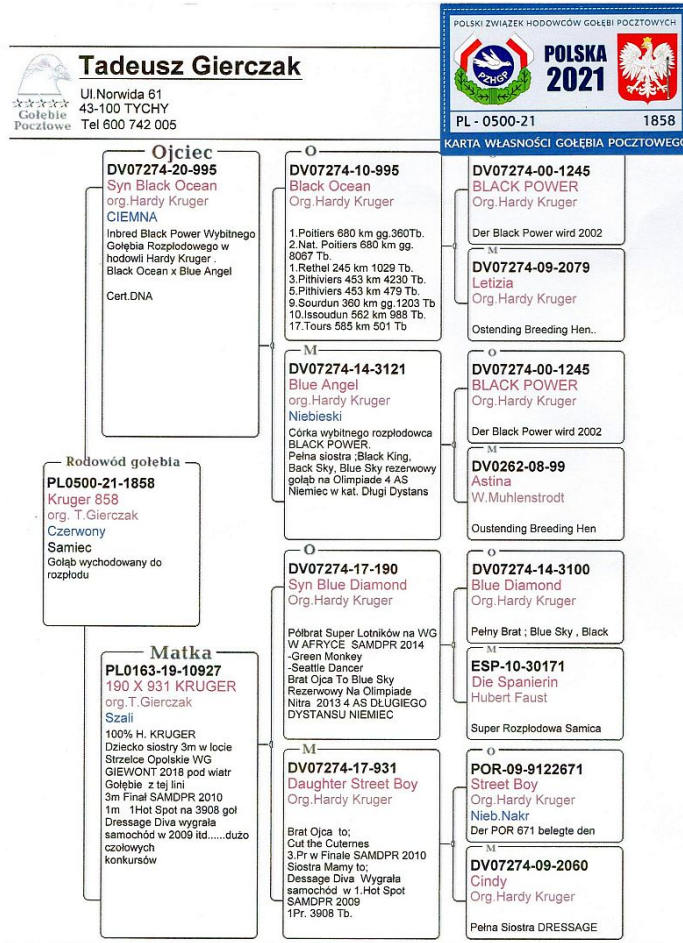 Tadeusz Gierczak
Ul.Norwida 61
43-100 TYCHY
Tel 600 742 005
Gołębie
Pocztowe
POLSKI ZWIĄZEK HODOWCÓW GOŁĘBI POCZTOWYCH
PZHGP
POLSKA
2021
PL - 0500-21 1858
KARTA WŁASNOŚCI GOŁĘBIA POCZTOWEGO
Rodowód gołębia
PL0500-21-1858
Kruger 858
org. T.Gierczak
Czerwony
Samiec
Gołąb wychodowany do
rozpłodu
Ojciec
DV07274-20-995
Syn Black Ocean
org.Hardy Kruger
CIEMNA
Inbred Black Power Wybitnego
Gołębia Rozpłodowego w
hodowli Hardy Kruger .
Black Ocean x Blue Angel
Cert.DNA
Matka
PL0163-19-10927
190 X 931 KRUGER
org.T.Gierczak
Szali
100% H. KRUGER
Dziecko siostry 3m w locie
Strzelce Opolskie WG
GIEWONT 2018 pod wiatr
Gołębie z tej lini
3m Finał SAMDPR 2010
1m 1Hot Spot na 3908 goł
Dressage Diva wygrała
samochód w 2009 itd.....dużo
czołowych
konkursów
O
DV07274-10-995
Black Ocean
org.Hardy Kruger
1.Poitiers 680 km gg.360Tb.
2.Nat. Poitiers 680 km gg.
8067 Tb.
1.Rethel 245 km 1029 Tb.
3.Pithiviers 453 km 4230 Tb.
5.Pithiviers 453 km 479 Tb.
9.Sourdun 360 km gg.1203 Tb
10.Issoudun 562 km 988 Tb.
17.Tours 585 km 501 Tb
M
DV07274-14-3121
Blue Angel
org.Hardy Kruger
Niebieski
Córka wybitnego rozpłodowca
BLACK POWER.
Pełna siostra ;Black King,
Back Sky, Blue Sky rezerwowy
gołąb na Olimpiade 4 AS
Niemiec w kat. Długi Dystans
O
DV07274-17-190
Syn Blue Diamond
Org.Hardy Kruger
Półbrat Super Lotników na WG
W AFRYCE SAMDPR 2014
-Green Monkey
-Seattle Dancer
Brat Ojca To Blue Sky
Rezerwowy Na Olimpiade
Nitra 2013 4 AS DŁUGIEGO
DYSTANSU NIEMIEC
M
DV07274-17-931
Daughter Street Boy
Org.Hardy Kruger
Brat Ojca to;
Cut the Cuternes
3.Pr w Finale SAMDPR 2010
Siostra Mamy to;
Dessage Diva Wygrała
samochód w 1.Hot Spot
SAMDPR 2009
1Pr. 3908 Tb.
O
DV07274-00-1245
BLACK POWER
Org.Hardy Kruger
Der Black Power wird 2002
M
DV07274-09-2079
Letizia
Org.Hardy Kruger
Ostending Breeding Hen..
O
DV07274-00-1245
BLACK POWER
Org.Hardy Kruger
Der Black Power wird 2002
M
DV0262-08-99
Astina
W.Muhlenstrodt
Oustending Breeding Hen
O
DV07274-14-3100
Blue Diamond
Org.Hardy Kruger
Pełny Brat ; Blue Sky , Black
M
ESP-10-30171
Die Spanierin
Hubert Faust
Super Rozpłodowa Samica
O
POR-09-9122671
Street Boy
Org.Hardy Kruger
Nieb.Nakr
Der POR 671 belegte den
M
DV07274-09-2060
Cindy
Org.Hardy Kruger
Pełna Siostra DRESSAGE